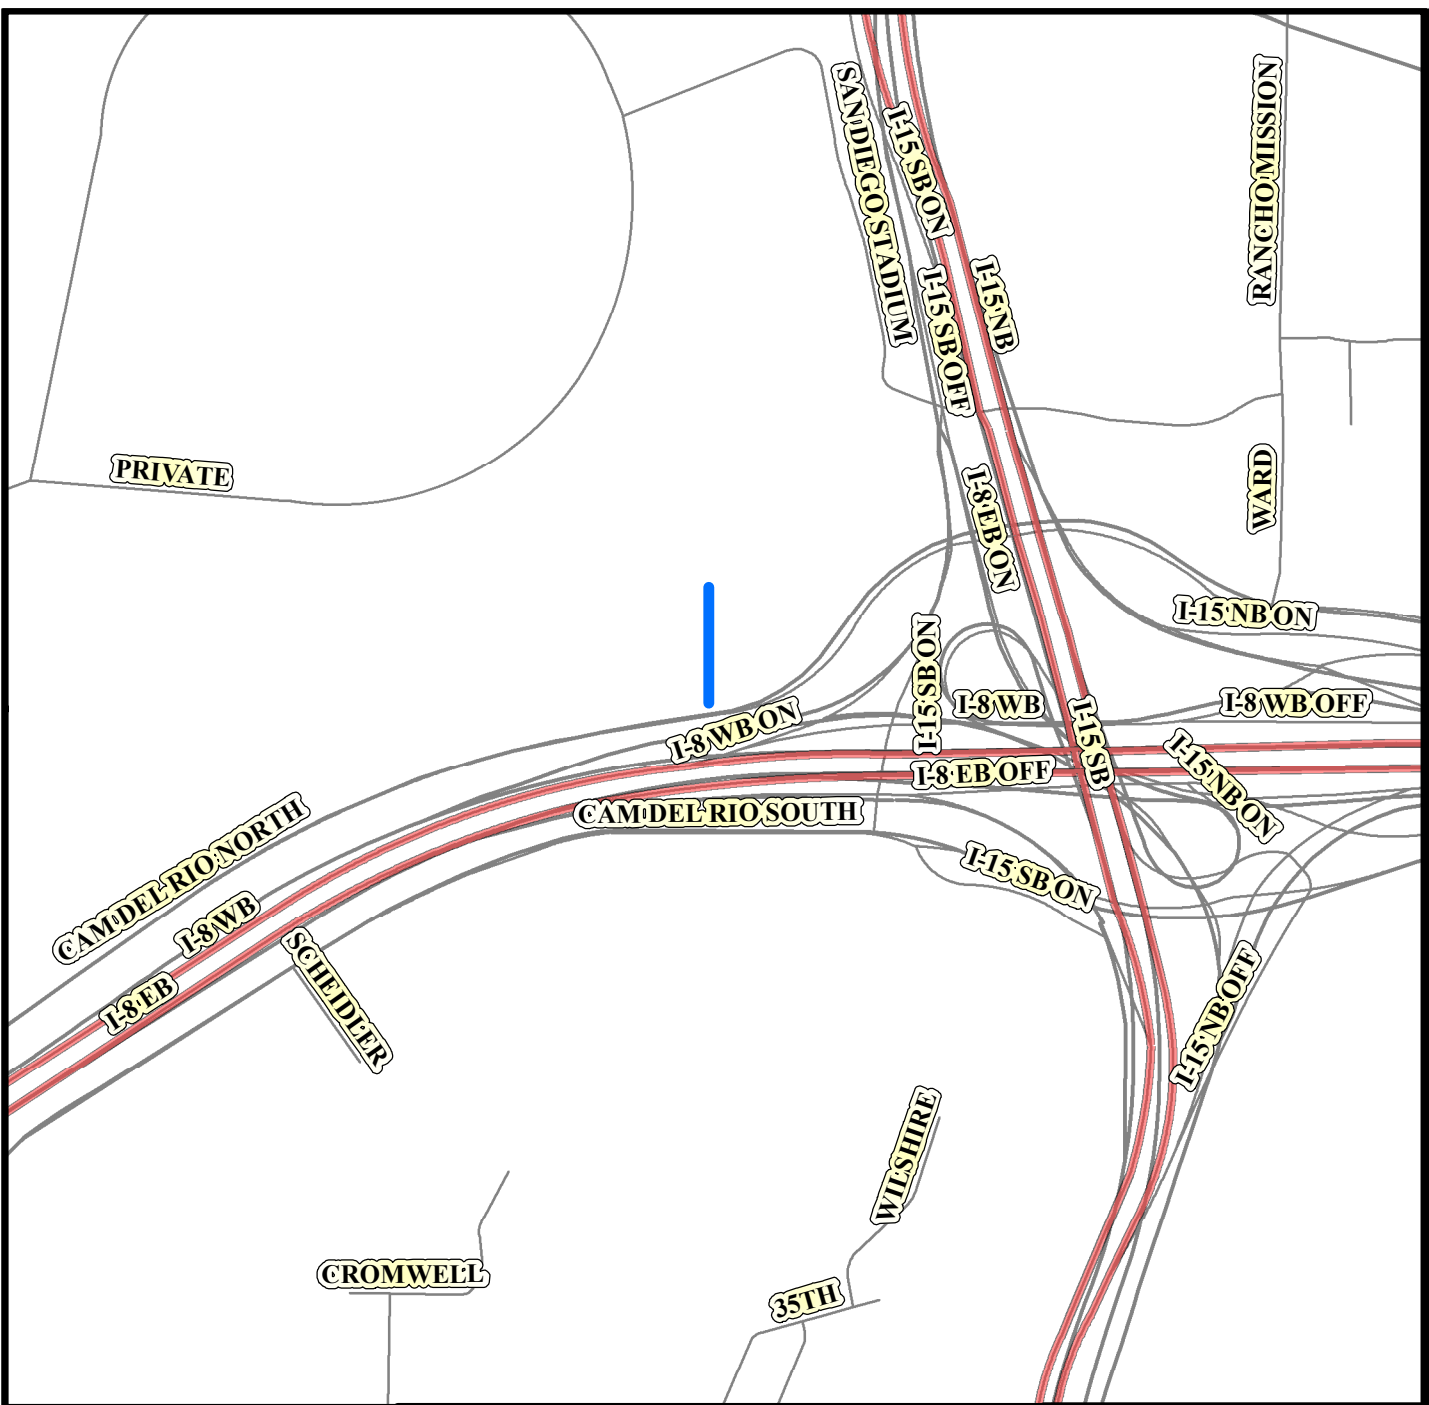 SAN DIEGO STADIUM
I-15 SB ON
RANCHO MISSION
I-15 NB
I-15 SB OFF
PRIVATE
I-8 EB ON
WARD
I-15 NB ON
I-15 SB ON
I-8 WB
I-8 WB OFF
I-8 WB ON
I-15 SB
I-15 NB ON
I-8 EB OFF
CAM DEL RIO SOUTH
CAM DEL RIO NORTH
I-15 SB ON
I-8 WB
I-8 EB
SCHEIDLER
I-15 NB OFF
WILSHIRE
CROMWELL
35TH